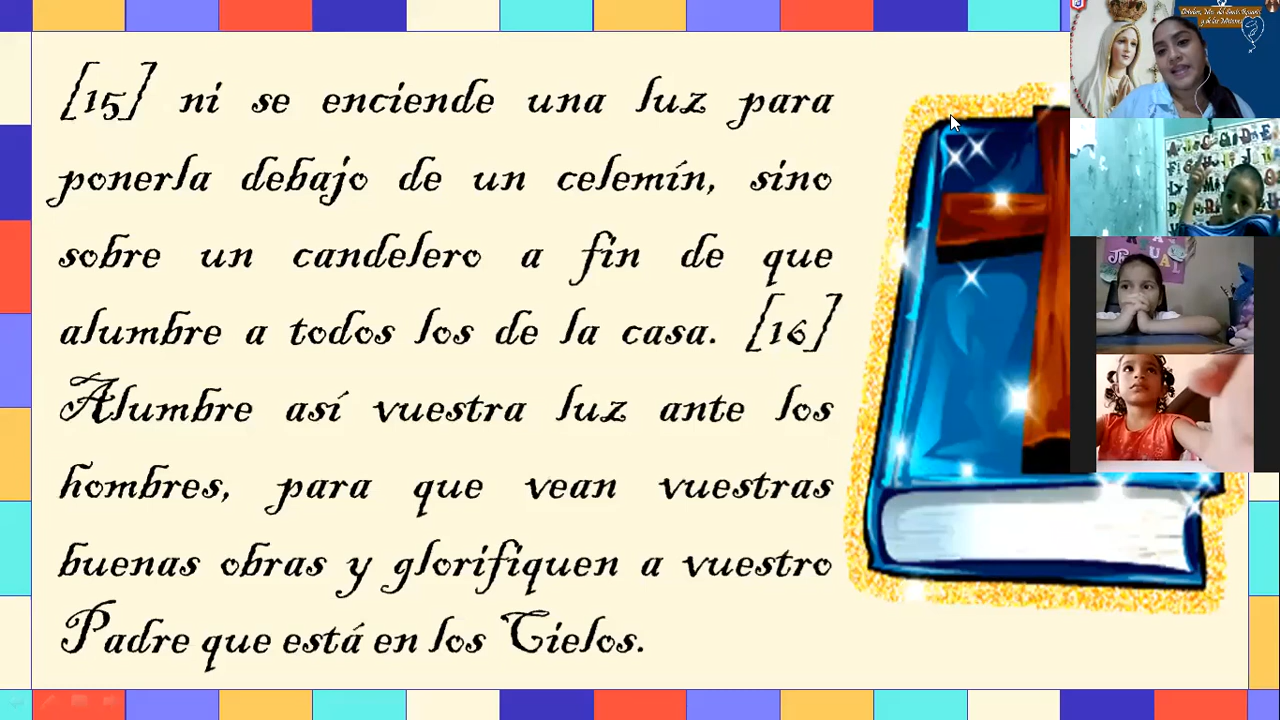 [15] ni se enciende una luz para
ponerla debajo de un celemín, sino
sobre un candelero a fin de que
alumbre a todos los de la casa. [16]
Alumbre así vuestra luz ante los
hombres, para que vean vuestras
buenas obras y glorifiquen a vuestro
Padre que está en los Cielos.